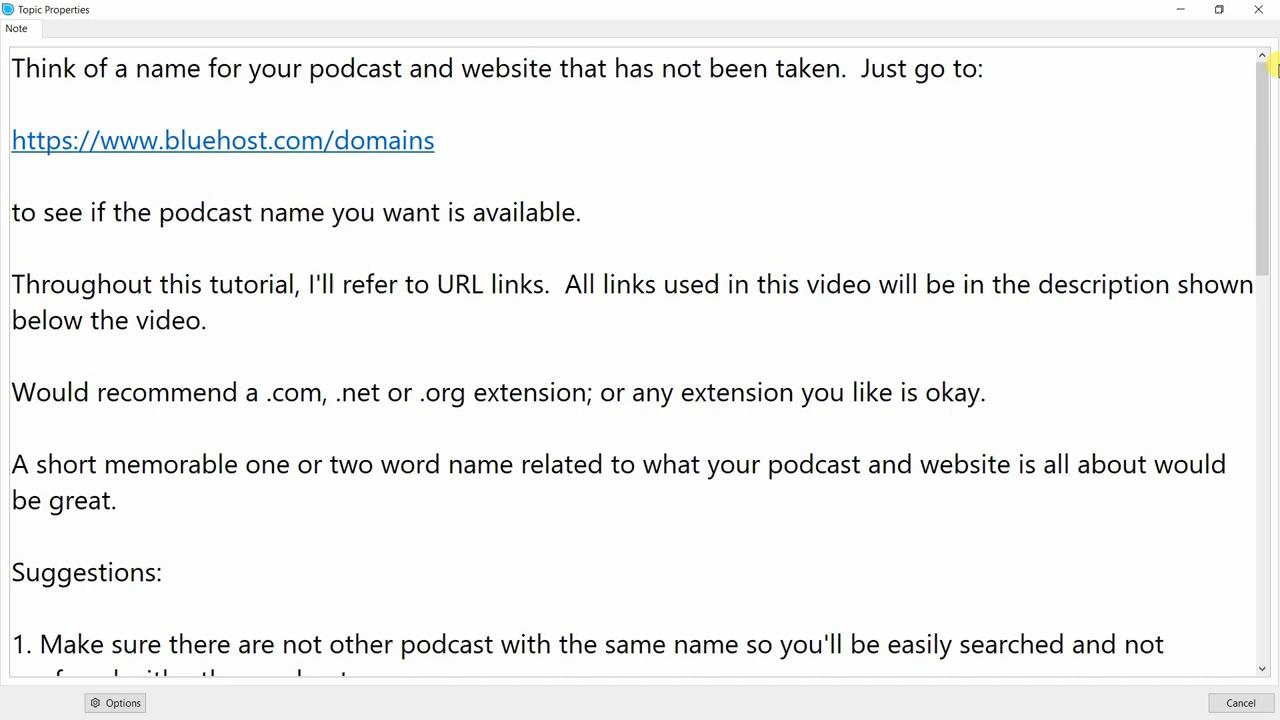 Topic Properties
Note
Think of a name for your podcast and website that has not been taken.  Just go to:
https://www.bluehost.com/domains
to see if the podcast name you want is available.
Throughout this tutorial, I'll refer to URL links.  All links used in this video will be in the description shown
below the video.
Would recommend a .com, .net or .org extension; or any extension you like is okay.
A short memorable one or two word name related to what your podcast and website is all about would
be great.
Suggestions:
1. Make sure there are not other podcast with the same name so you'll be easily searched and not
Options
Cancel